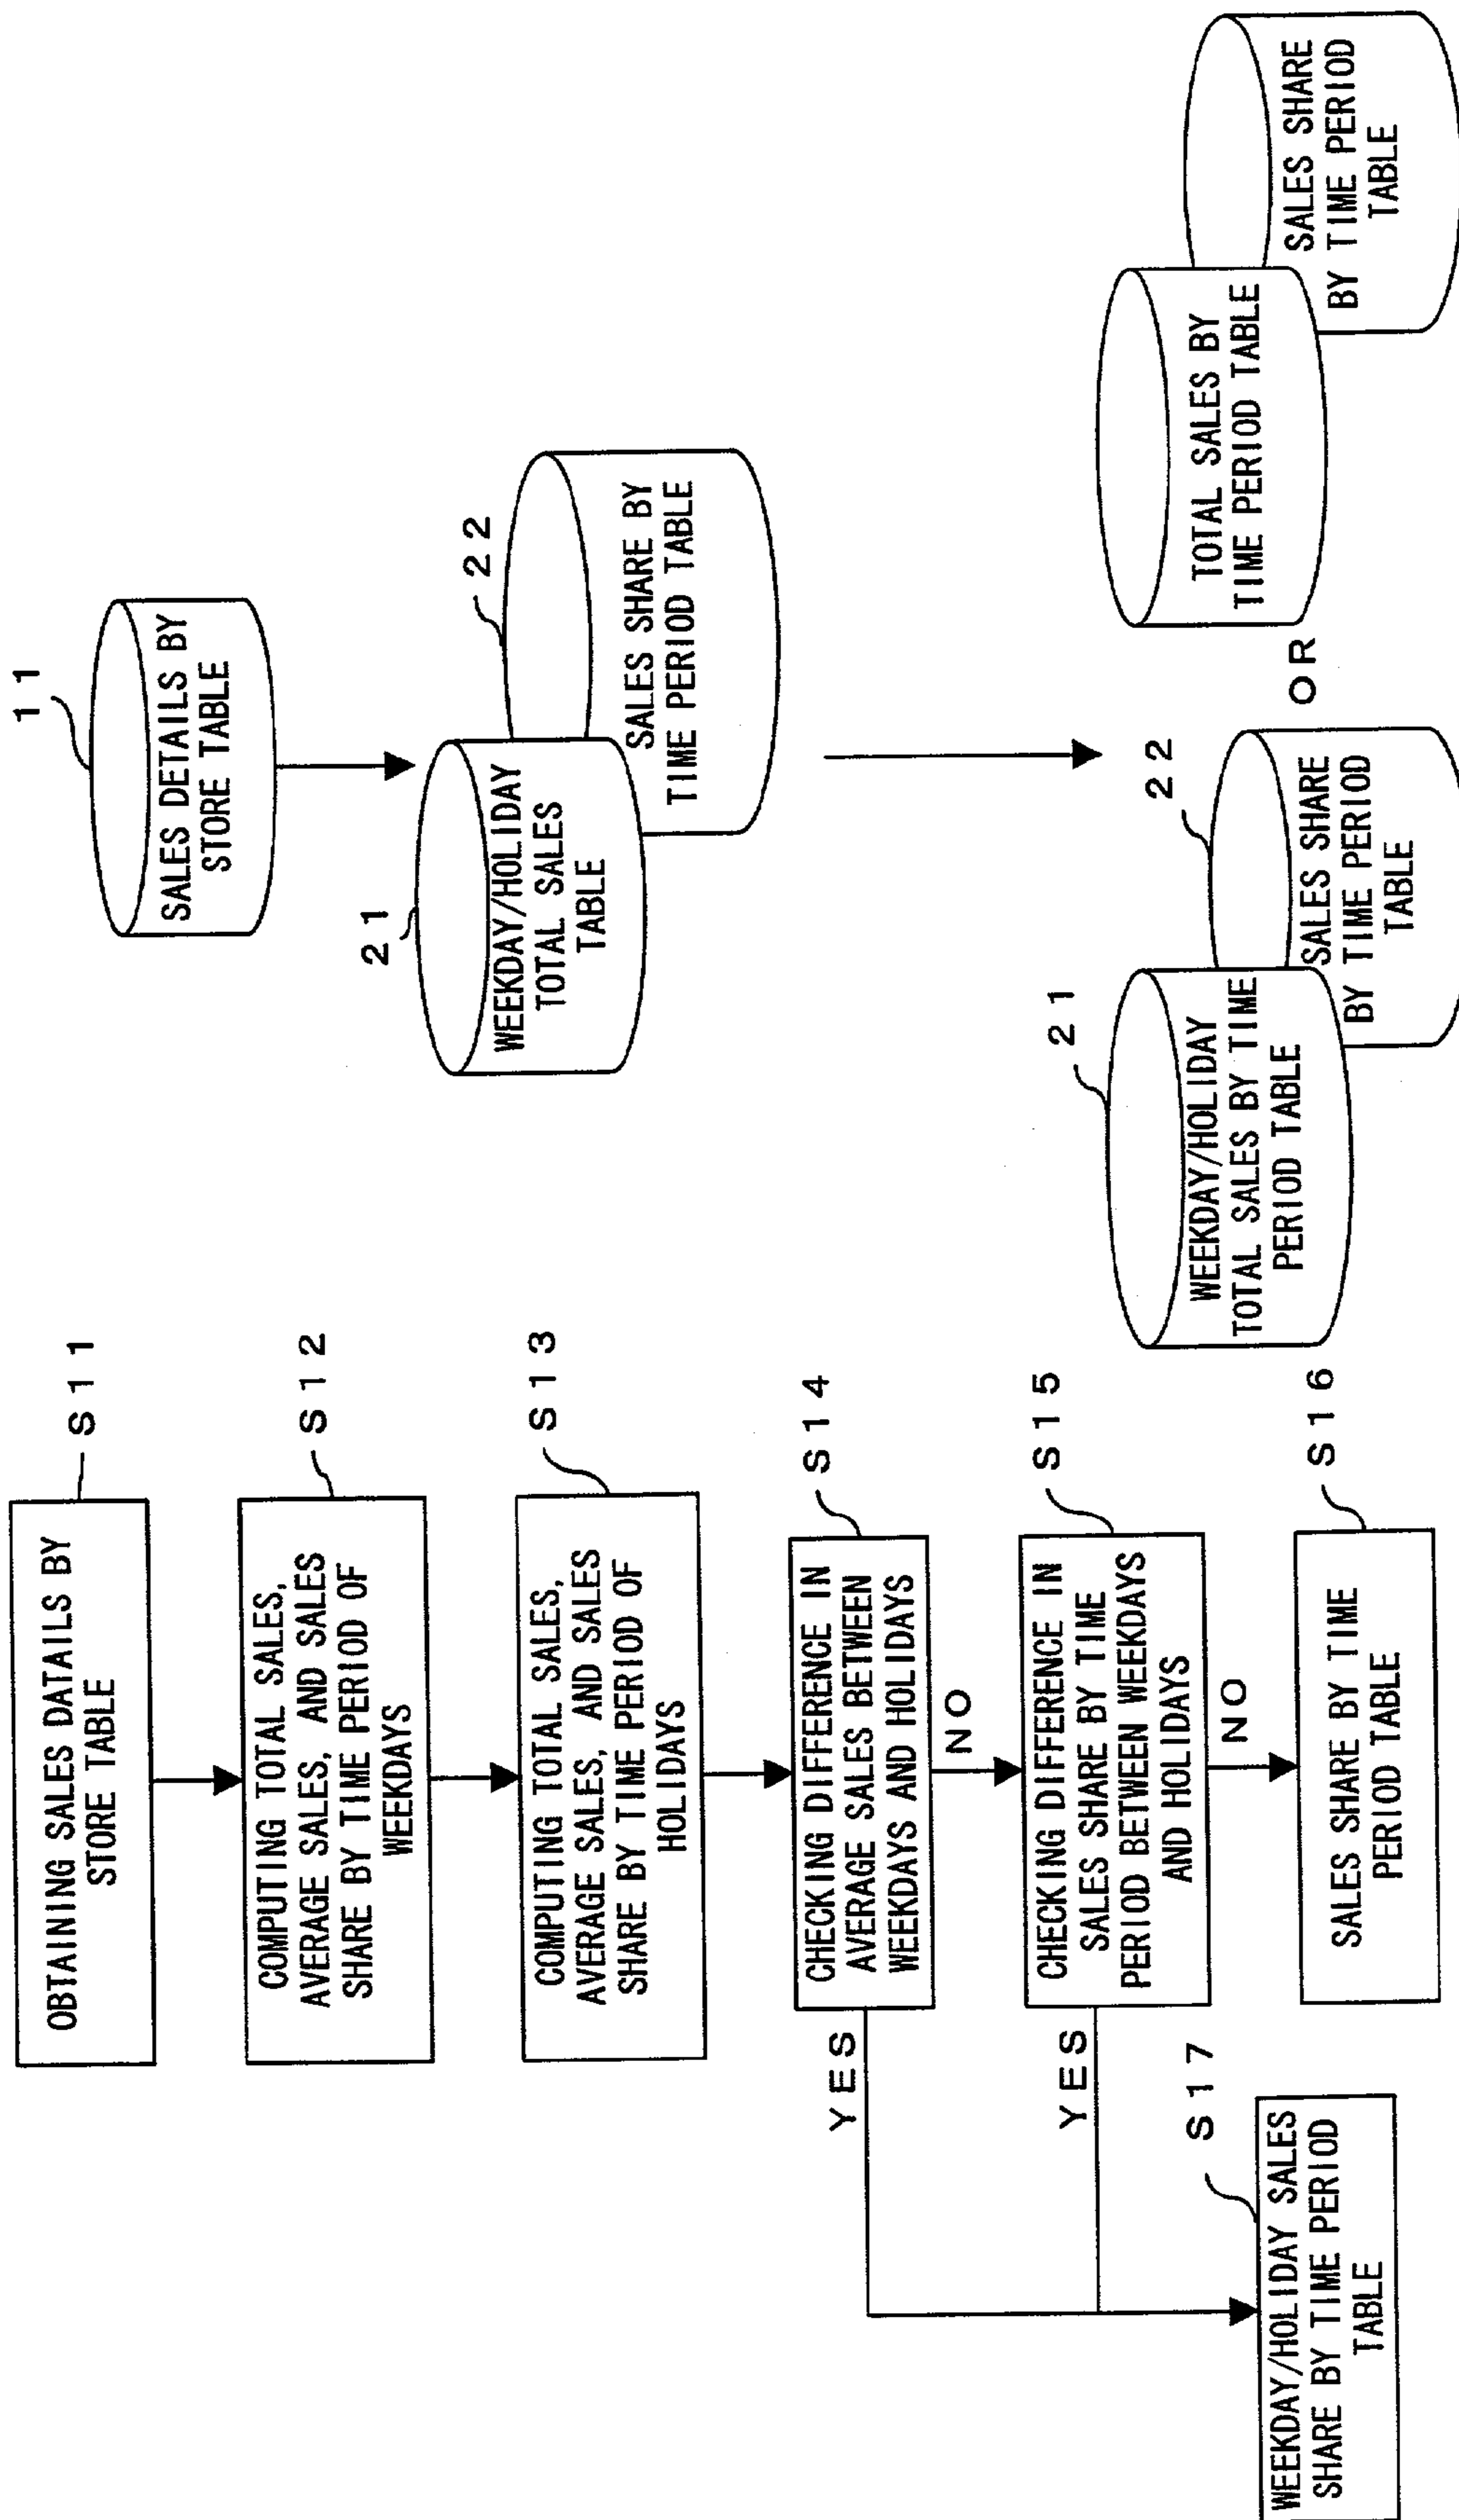 OBTAINING SALES DATAILS BY
STORE TABLE
S11
COMPUTING TOTAL SALES,
AVERAGE SALES, AND SALES
SHARE BY TIME PERIOD OF
WEEKDAYS
S12
COMPUTING TOTAL SALES,
AVERAGE SALES, AND SALES
SHARE BY TIME PERIOD OF
HOLIDAYS
S13
CHECKING DIFFERENCE IN
AVERAGE SALES BETWEEN
WEEKDAYS AND HOLIDAYS
S14
YES
NO
CHECKING DIFFERENCE IN
SALES SHARE BY TIME
PERIOD BETWEEN WEEKDAYS
AND HOLIDAYS
S15
YES
NO
WEEKDAY/HOLIDAY SALES
SHARE BY TIME PERIOD
TABLE
S17
SALES SHARE BY TIME
PERIOD TABLE
S16
11
SALES DETAILS BY
STORE TABLE
21
WEEKDAY/HOLIDAY
TOTAL SALES
TABLE
22
SALES SHARE BY
TIME PERIOD TABLE
21
WEEKDAY/HOLIDAY
TOTAL SALES BY TIME
PERIOD TABLE
22
SALES SHARE
BY TIME PERIOD
TABLE
OR
TOTAL SALES BY
TIME PERIOD TABLE
SALES SHARE
BY TIME PERIOD
TABLE